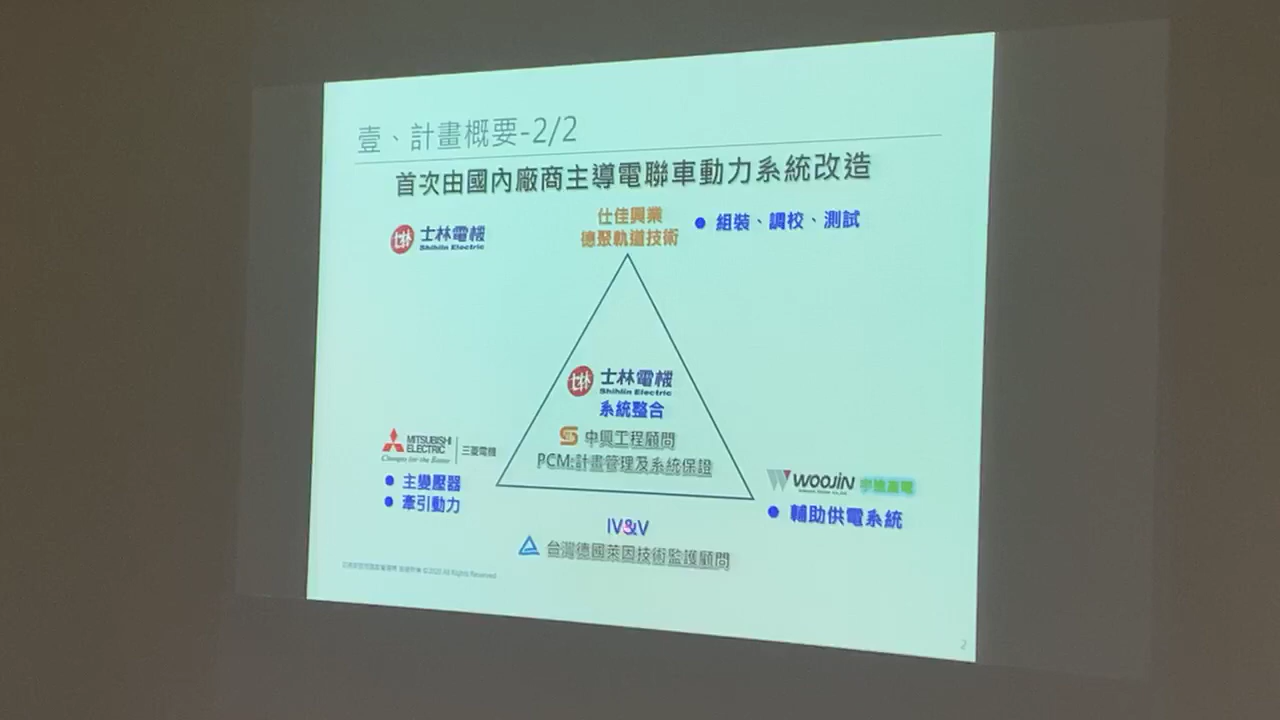 壹、計畫概要-2/2
首次由國內廠商主導電聯車動力系統改造
士林電機
Shihlin Electric
仕佳興業
德聚軌道技術
組裝、調校、測試
士林電機
Shihlin Electric
系統整合
中興工程顧問
PCM:計畫管理及系統保證
MITSUBISHI
ELECTRIC
Changes for the Better
三菱電機
主變壓器
牽引動力
WOOJIN
輔助供電系統
IV&V
台灣德國萊因技術監護顧問
©2020 All Rights Reserved
2